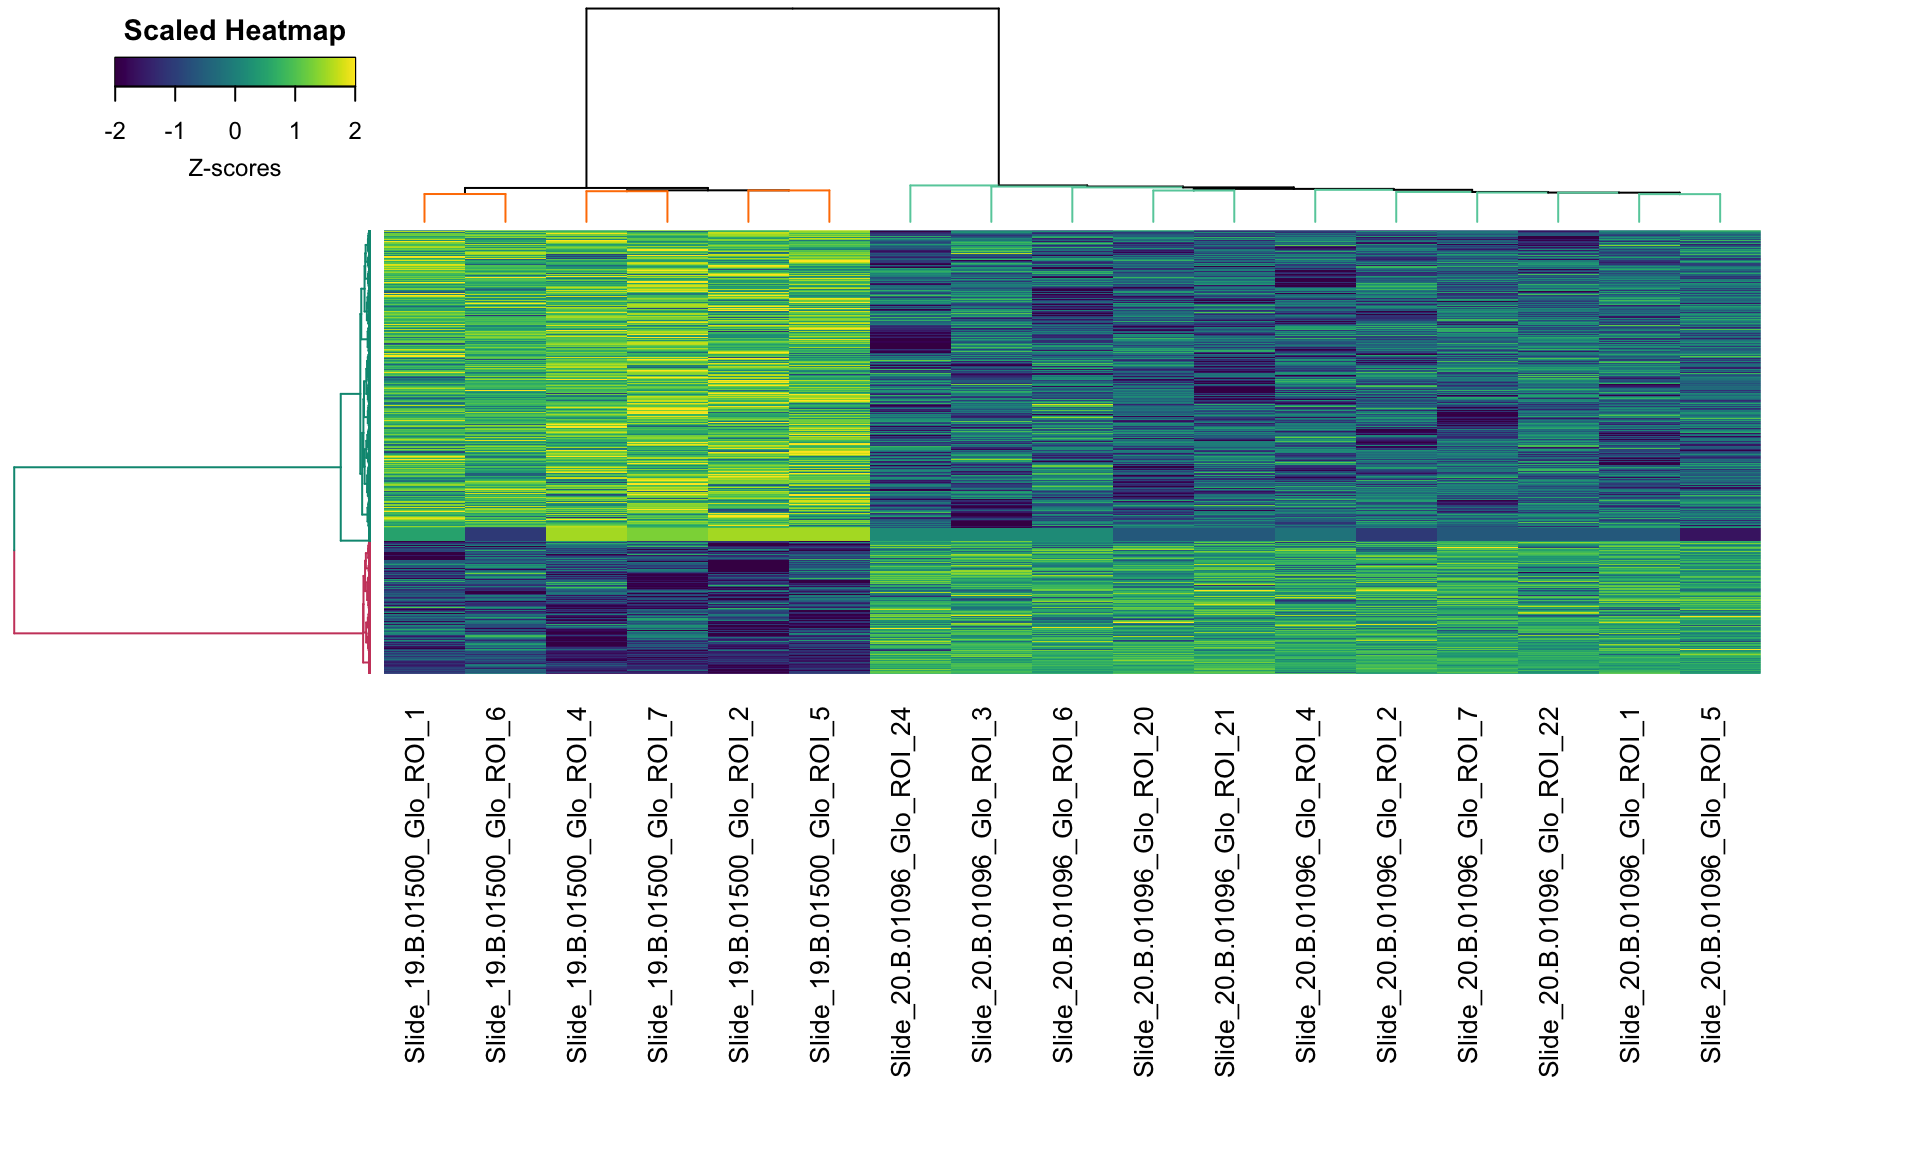 Scaled Heatmap
-2 -1 0 1 2
Z-scores
Slide_19.B.01500_Glo_ROI_1
Slide_19.B.01500_Glo_ROI_6
Slide_19.B.01500_Glo_ROI_4
Slide_19.B.01500_Glo_ROI_7
Slide_19.B.01500_Glo_ROI_2
Slide_19.B.01500_Glo_ROI_5
Slide_20.B.01096_Glo_ROI_24
Slide_20.B.01096_Glo_ROI_3
Slide_20.B.01096_Glo_ROI_6
Slide_20.B.01096_Glo_ROI_20
Slide_20.B.01096_Glo_ROI_21
Slide_20.B.01096_Glo_ROI_4
Slide_20.B.01096_Glo_ROI_2
Slide_20.B.01096_Glo_ROI_7
Slide_20.B.01096_Glo_ROI_22
Slide_20.B.01096_Glo_ROI_1
Slide_20.B.01096_Glo_ROI_5